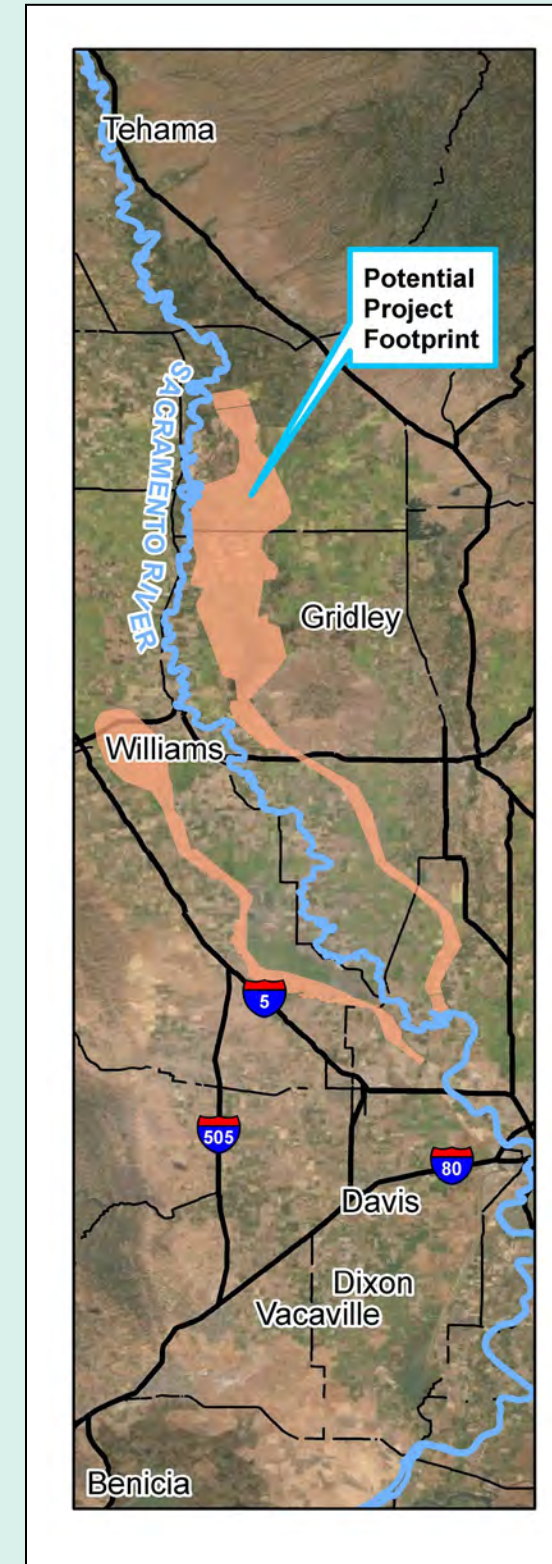 Tehama
Potential
Project
Footprint
SACRAMENTO RIVER
Gridley
Williams
5
505
80
Davis
Dixon
Vacaville
Benicia